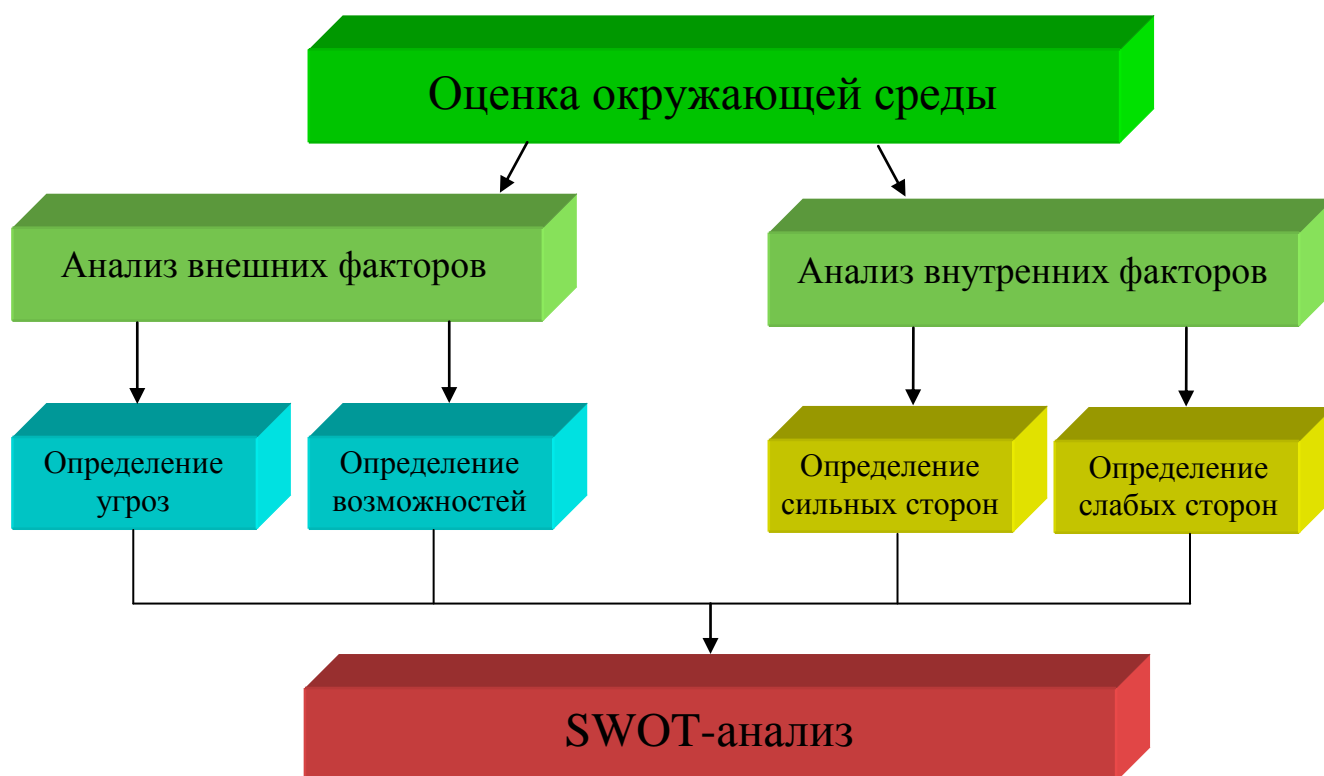 Оценка окружающей среды
Анализ внешних факторов
Анализ внутренних факторов
Определение
угроз
Определение
возможностей
Определение
сильных сторон
Определение
слабых сторон
SWOT-анализ